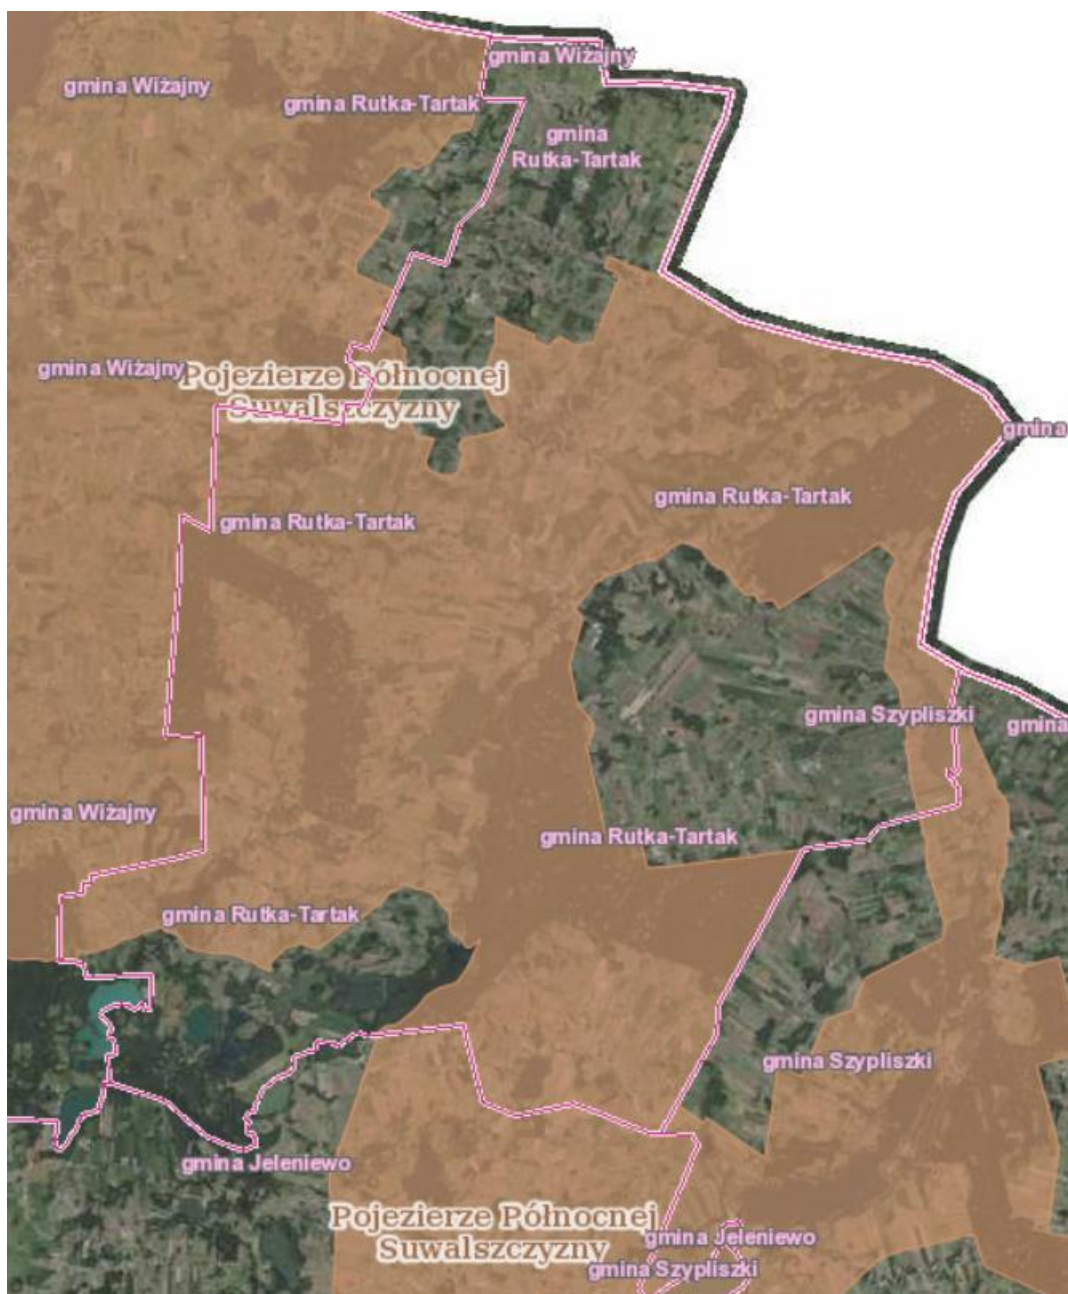 gmina Wiżajny
gmina Wiżajny
gmina Rutka-Tartak
gmina
Rutka-Tartak
gmina Wiżajny
Pojezierze Północnej
Suwalszczyzny
gmina
gmina Rutka-Tartak
gmina Rutka-Tartak
gmina Szypliszki
gmina
gmina Wiżajny
gmina Rutka-Tartak
gmina Rutka-Tartak
gmina Szypliszki
gmina Jeleniewo
Pojezierze Północnej
Suwalszczyzny
gmina Jeleniewo
gmina Szypliszki